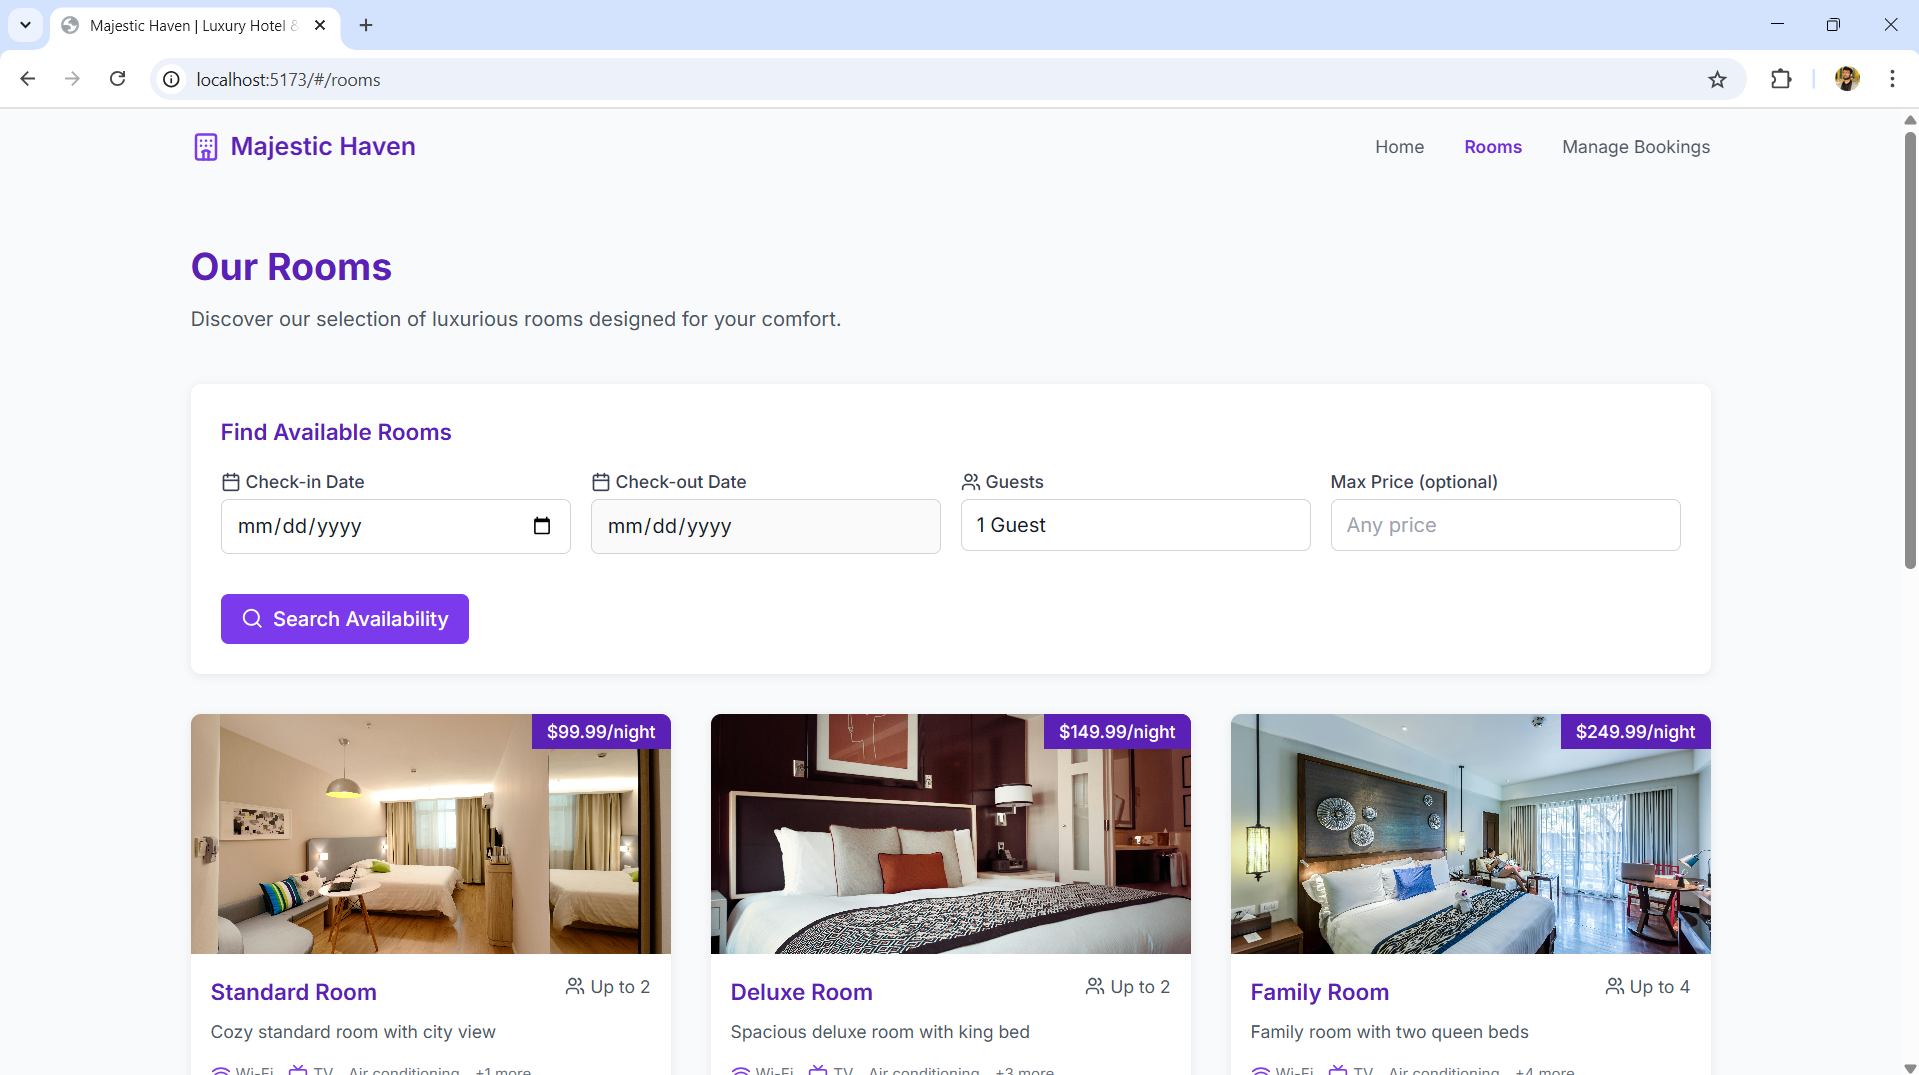 Majestic Haven | Luxury Hotel &
localhost:5173/#/rooms
Majestic Haven
Home
Rooms
Manage Bookings
Our Rooms
Discover our selection of luxurious rooms designed for your comfort.
Find Available Rooms
Check-in Date
Check-out Date
Guests
Max Price (optional)
mm/dd/yyyy
mm/dd/yyyy
1 Guest
Any price
Search Availability
$99.99/night
$149.99/night
$249.99/night
Standard Room
Up to 2
Cozy standard room with city view
Wi-Fi TV Air conditioning +1 more
Deluxe Room
Up to 2
Spacious deluxe room with king bed
Wi-Fi TV Air conditioning +3 more
Family Room
Up to 4
Family room with two queen beds
Wi-Fi TV Air conditioning +4 more